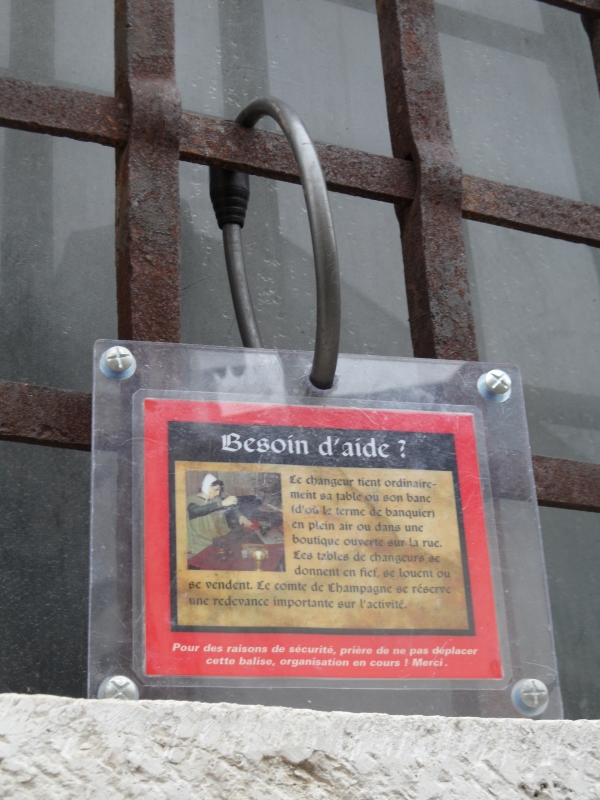 Besoin d'aide ?
Le changeur tient ordinaire-
ment sa table ou son banc
(d'où le terme de banquier)
en plein air ou dans une
boutique ouverte sur la rue.
Les tables de changeurs se
donnent en fief, se louent ou
se vendent. Le comte de Champagne se réserve
une redevance importante sur l'activité.
Pour des raisons de sécurité, prière de ne pas déplacer
cette balise, organisation en cours ! Merci.